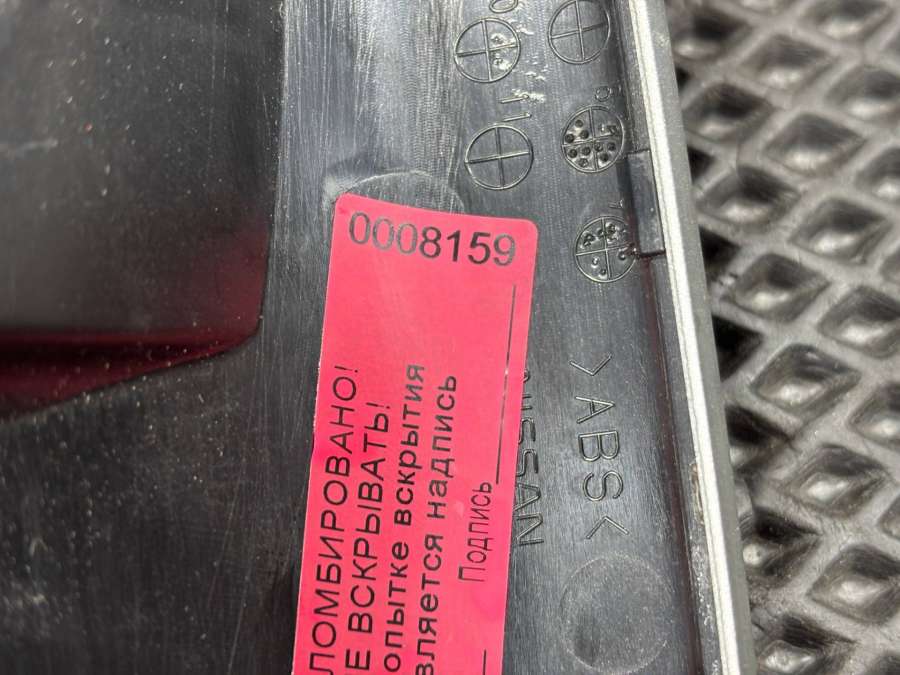 0008159
ЛОМБИРОВАНО!
Е ВСКРЫВАТЬ!
опытке вскрытия
вляется надпись
Подпись
NISSAN
>ABS<